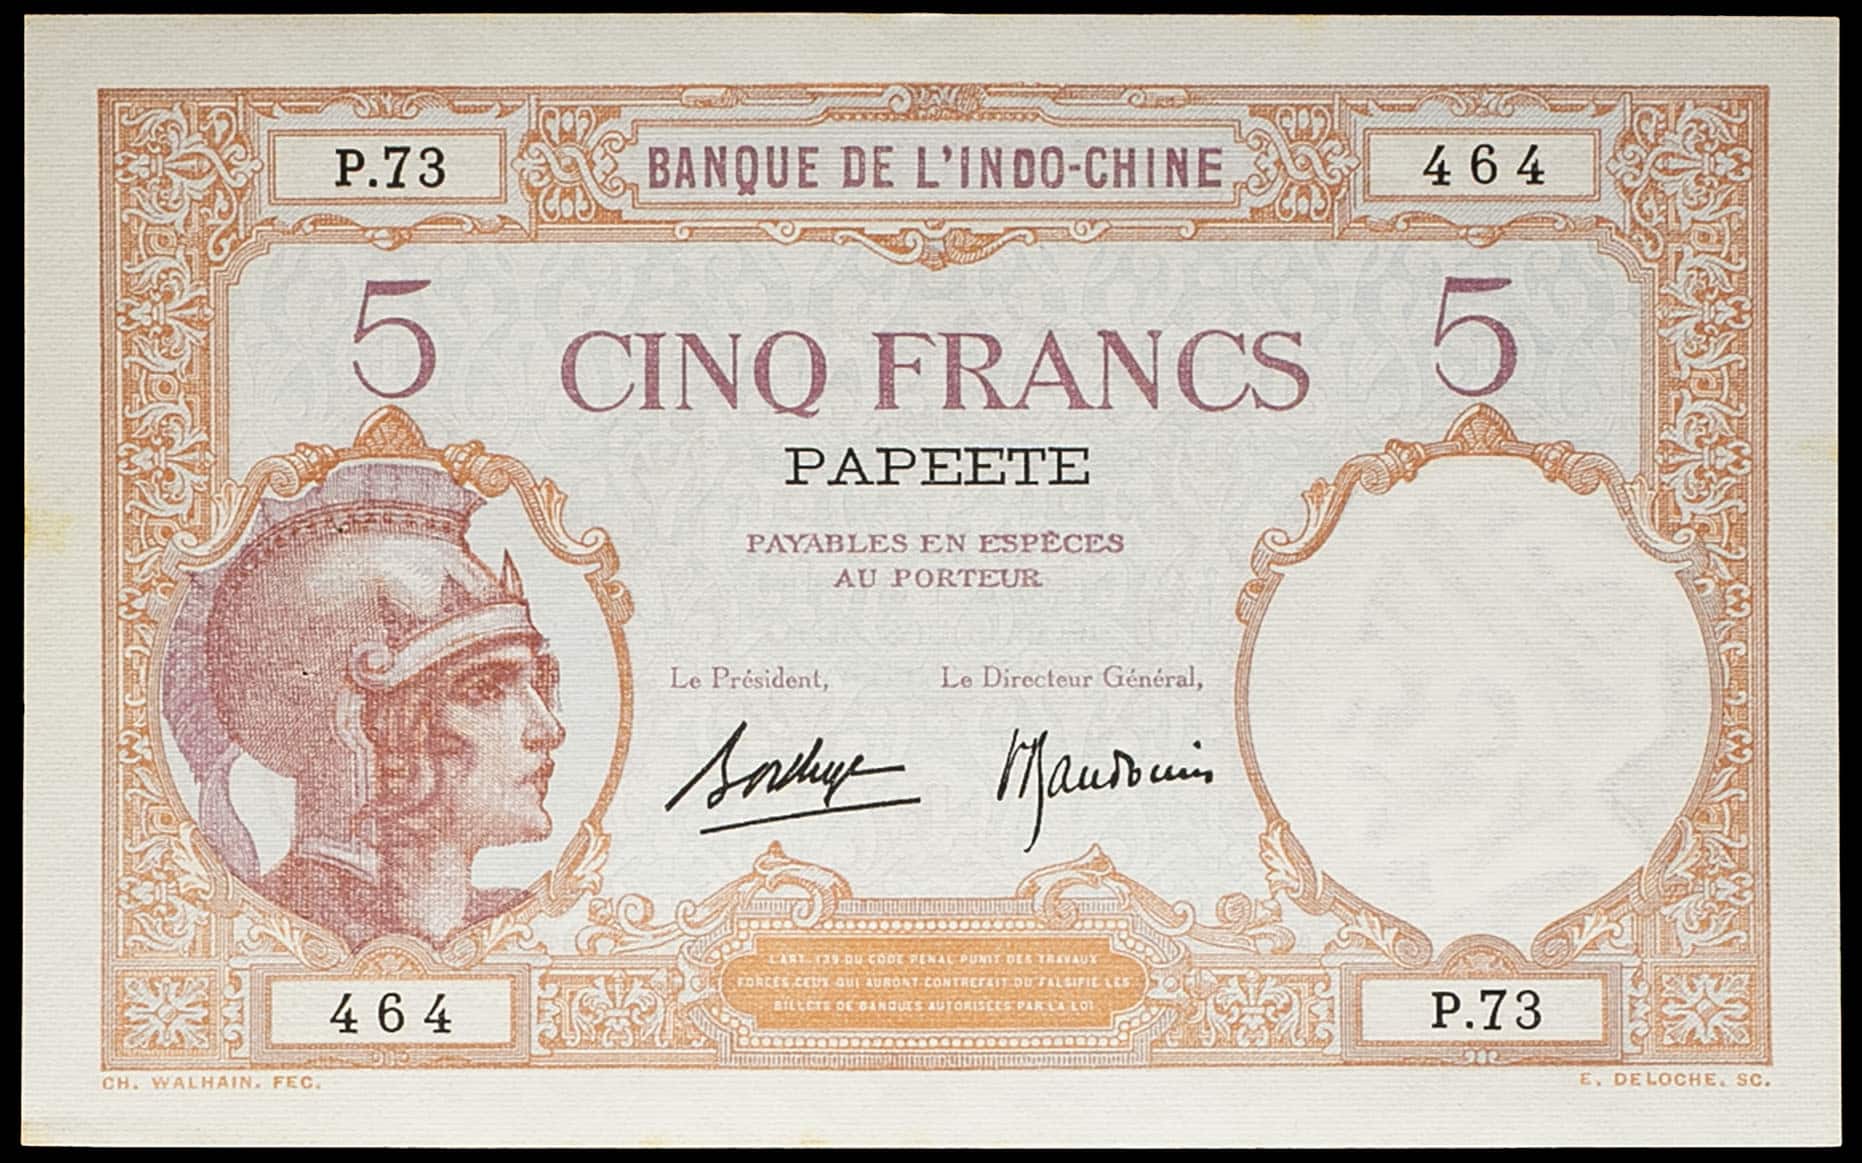 P.73
BANQUE DE L'INDO-CHINE
464
5
CINQ FRANCS
5
PAPEETE
PAYABLES EN ESPÈCES
AU PORTEUR
Le Président,
Le Directeur Général,
L'ART. 139 DU CODE PENAL PUNIT DES TRAVAUX
FORCES CEUX QUI AURONT CONTREFAIT OU FALSIFIE LES
BILLETS DE BANQUES AUTORISÉES PAR LA LOI
464
P.73
CH. WALHAIN. FEC.
E. DELOCHE. SC.